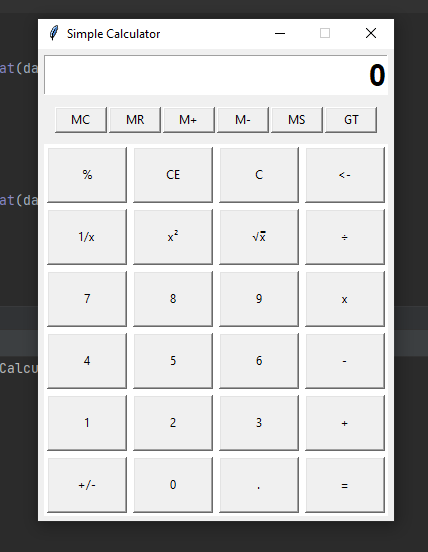 Simple Calculator
at(da
0
MC MR M+ M- MS GT
% CE C <-
at(da
1/x x² √x̅ ÷
7 8 9 x
4 5 6 -
Calcu
1 2 3 +
+/- 0 . =